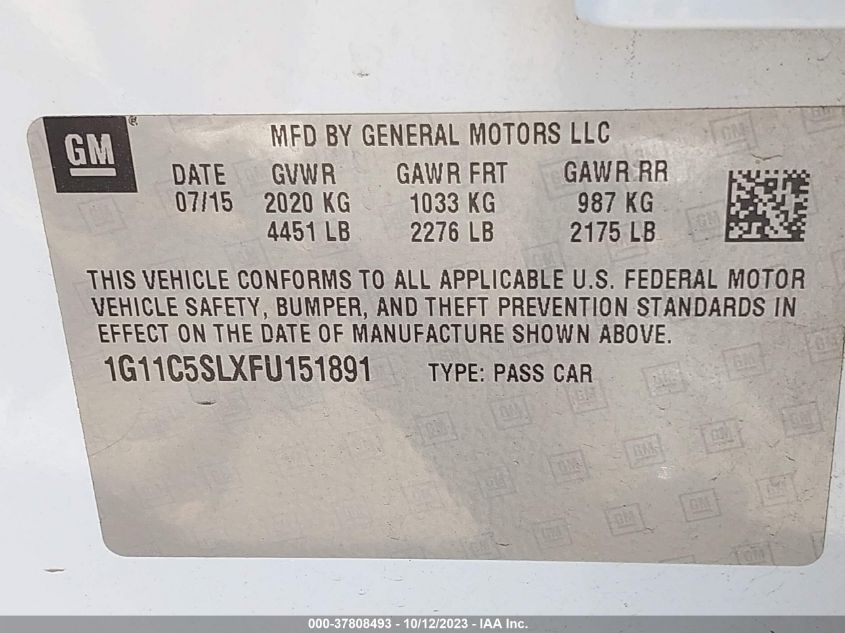 GM
MFD BY GENERAL MOTORS LLC
DATE GVWR GAWR FRT GAWR RR
07/15 2020 KG 1033 KG 987 KG
4451 LB 2276 LB 2175 LB
THIS VEHICLE CONFORMS TO ALL APPLICABLE U.S. FEDERAL MOTOR
VEHICLE SAFETY, BUMPER, AND THEFT PREVENTION STANDARDS IN
EFFECT ON THE DATE OF MANUFACTURE SHOWN ABOVE.
1G11C5SLXFU151891 TYPE: PASS CAR
000-37808493 - 10/12/2023 - IAA Inc.